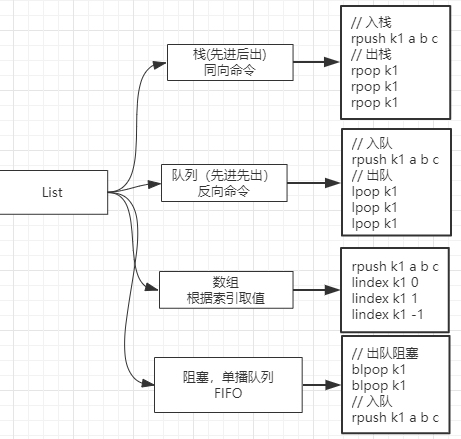 List
栈(先进后出)
同向命令
// 入栈
rpush k1 a b c
// 出栈
rpop k1
rpop k1
rpop k1
队列（先进先出）
反向命令
// 入队
rpush k1 a b c
// 出队
lpop k1
lpop k1
lpop k1
数组
根据索引取值
rpush k1 a b c
lindex k1 0
lindex k1 1
lindex k1 -1
阻塞，单播队列
FIFO
// 出队阻塞
blpop k1
blpop k1
// 入队
rpush k1 a b c